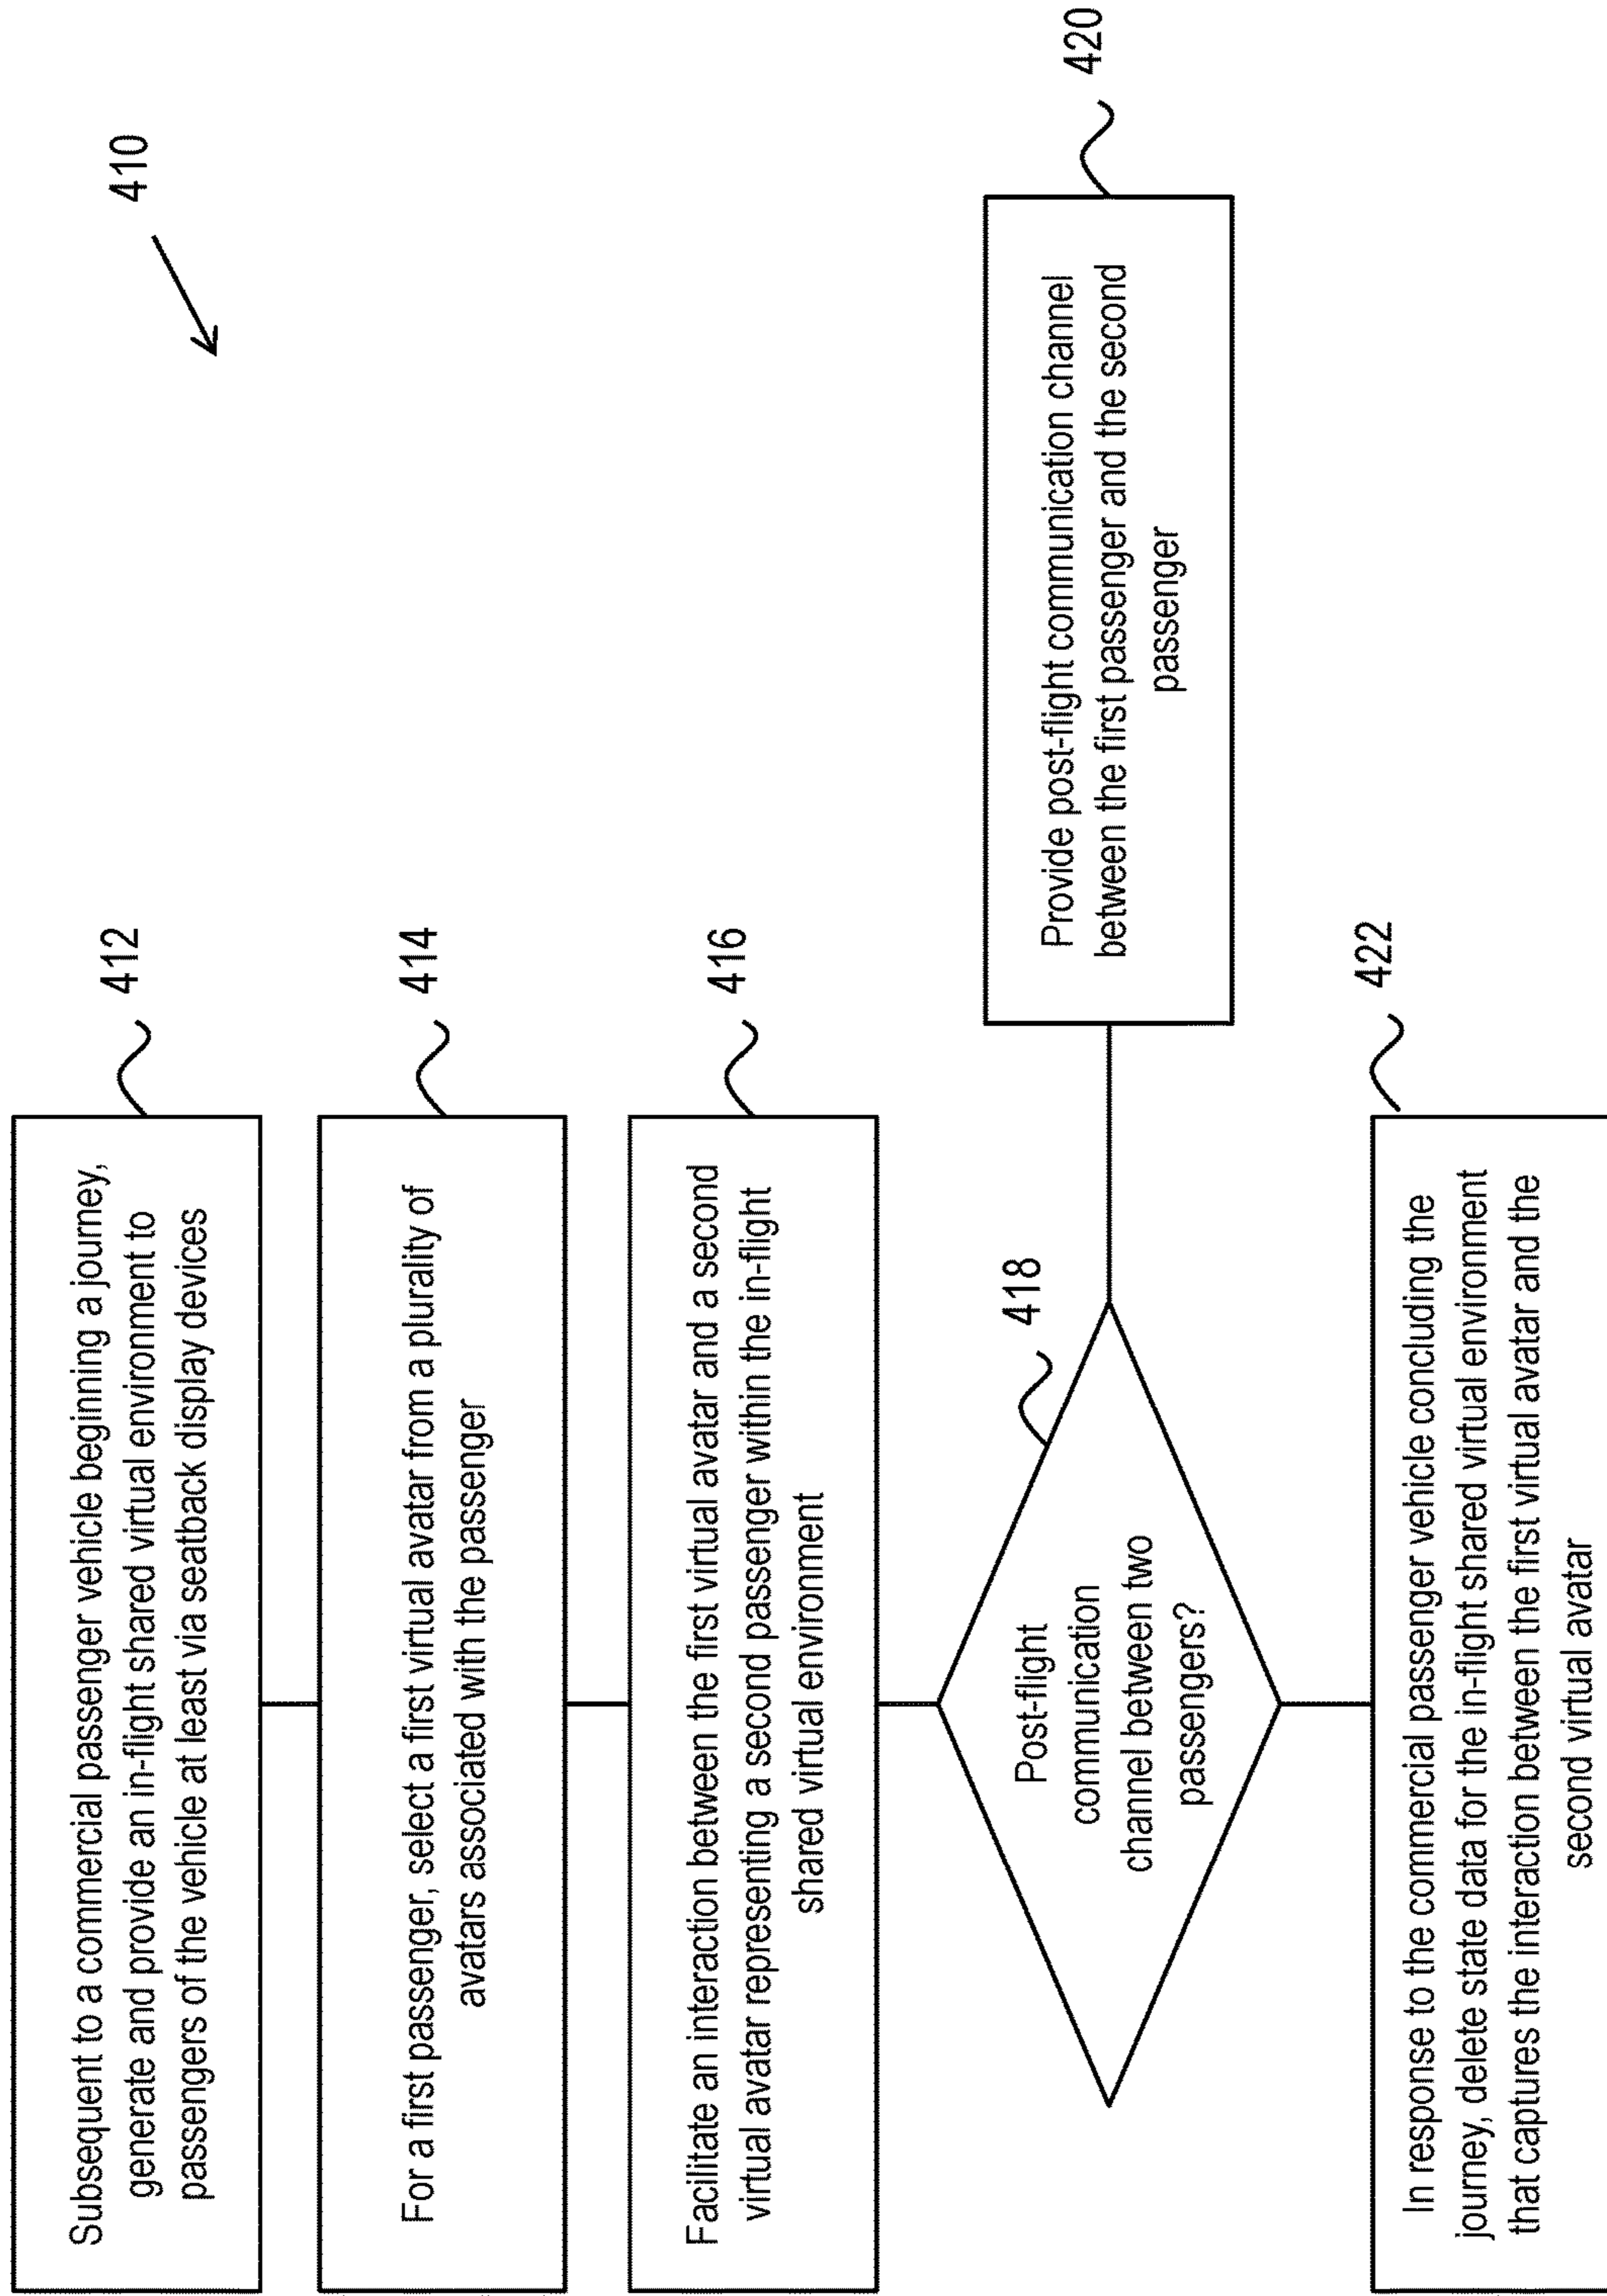 410
Subsequent to a commercial passenger vehicle beginning a journey,
generate and provide an in-flight shared virtual environment to
passengers of the vehicle at least via seatback display devices
412
For a first passenger, select a first virtual avatar from a plurality of
avatars associated with the passenger
414
Facilitate an interaction between the first virtual avatar and a second
virtual avatar representing a second passenger within the in-flight
shared virtual environment
416
Post-flight
communication
channel between two
passengers?
418
Provide post-flight communication channel
between the first passenger and the second
passenger
420
In response to the commercial passenger vehicle concluding the
journey, delete state data for the in-flight shared virtual environment
that captures the interaction between the first virtual avatar and the
second virtual avatar
422